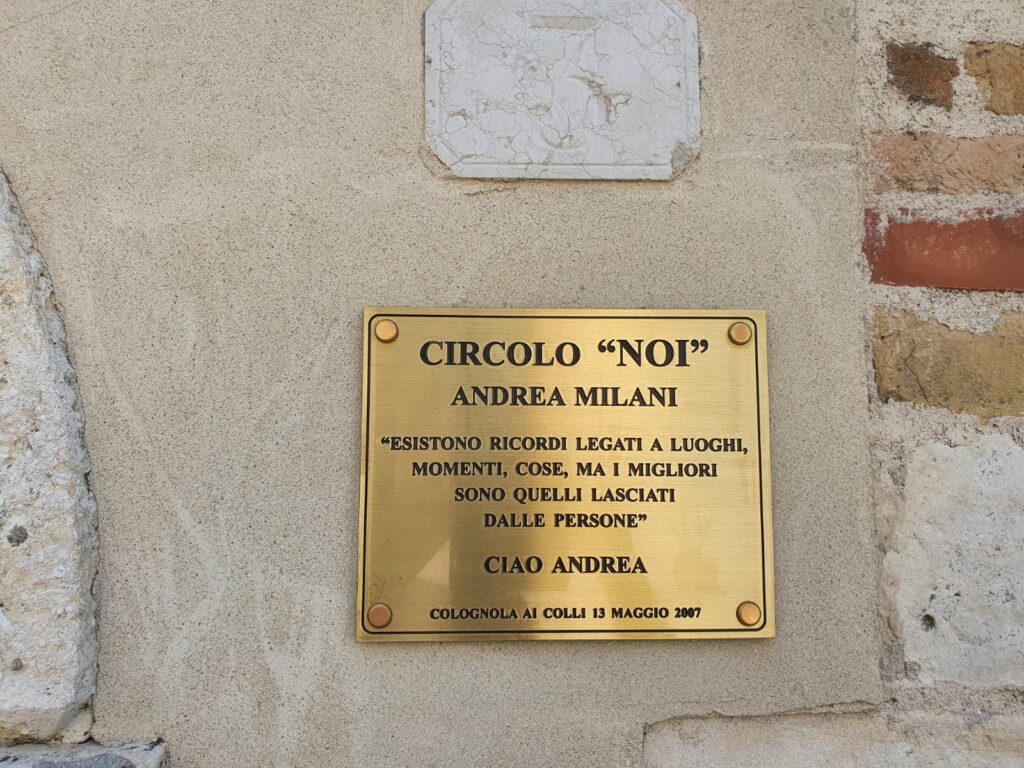 CIRCOLO “NOI”
ANDREA MILANI
“ESISTONO RICORDI LEGATI A LUOGHI,
MOMENTI, COSE, MA I MIGLIORI
SONO QUELLI LASCIATI
DALLE PERSONE”
CIAO ANDREA
COLOGNOLA AI COLLI 13 MAGGIO 2007